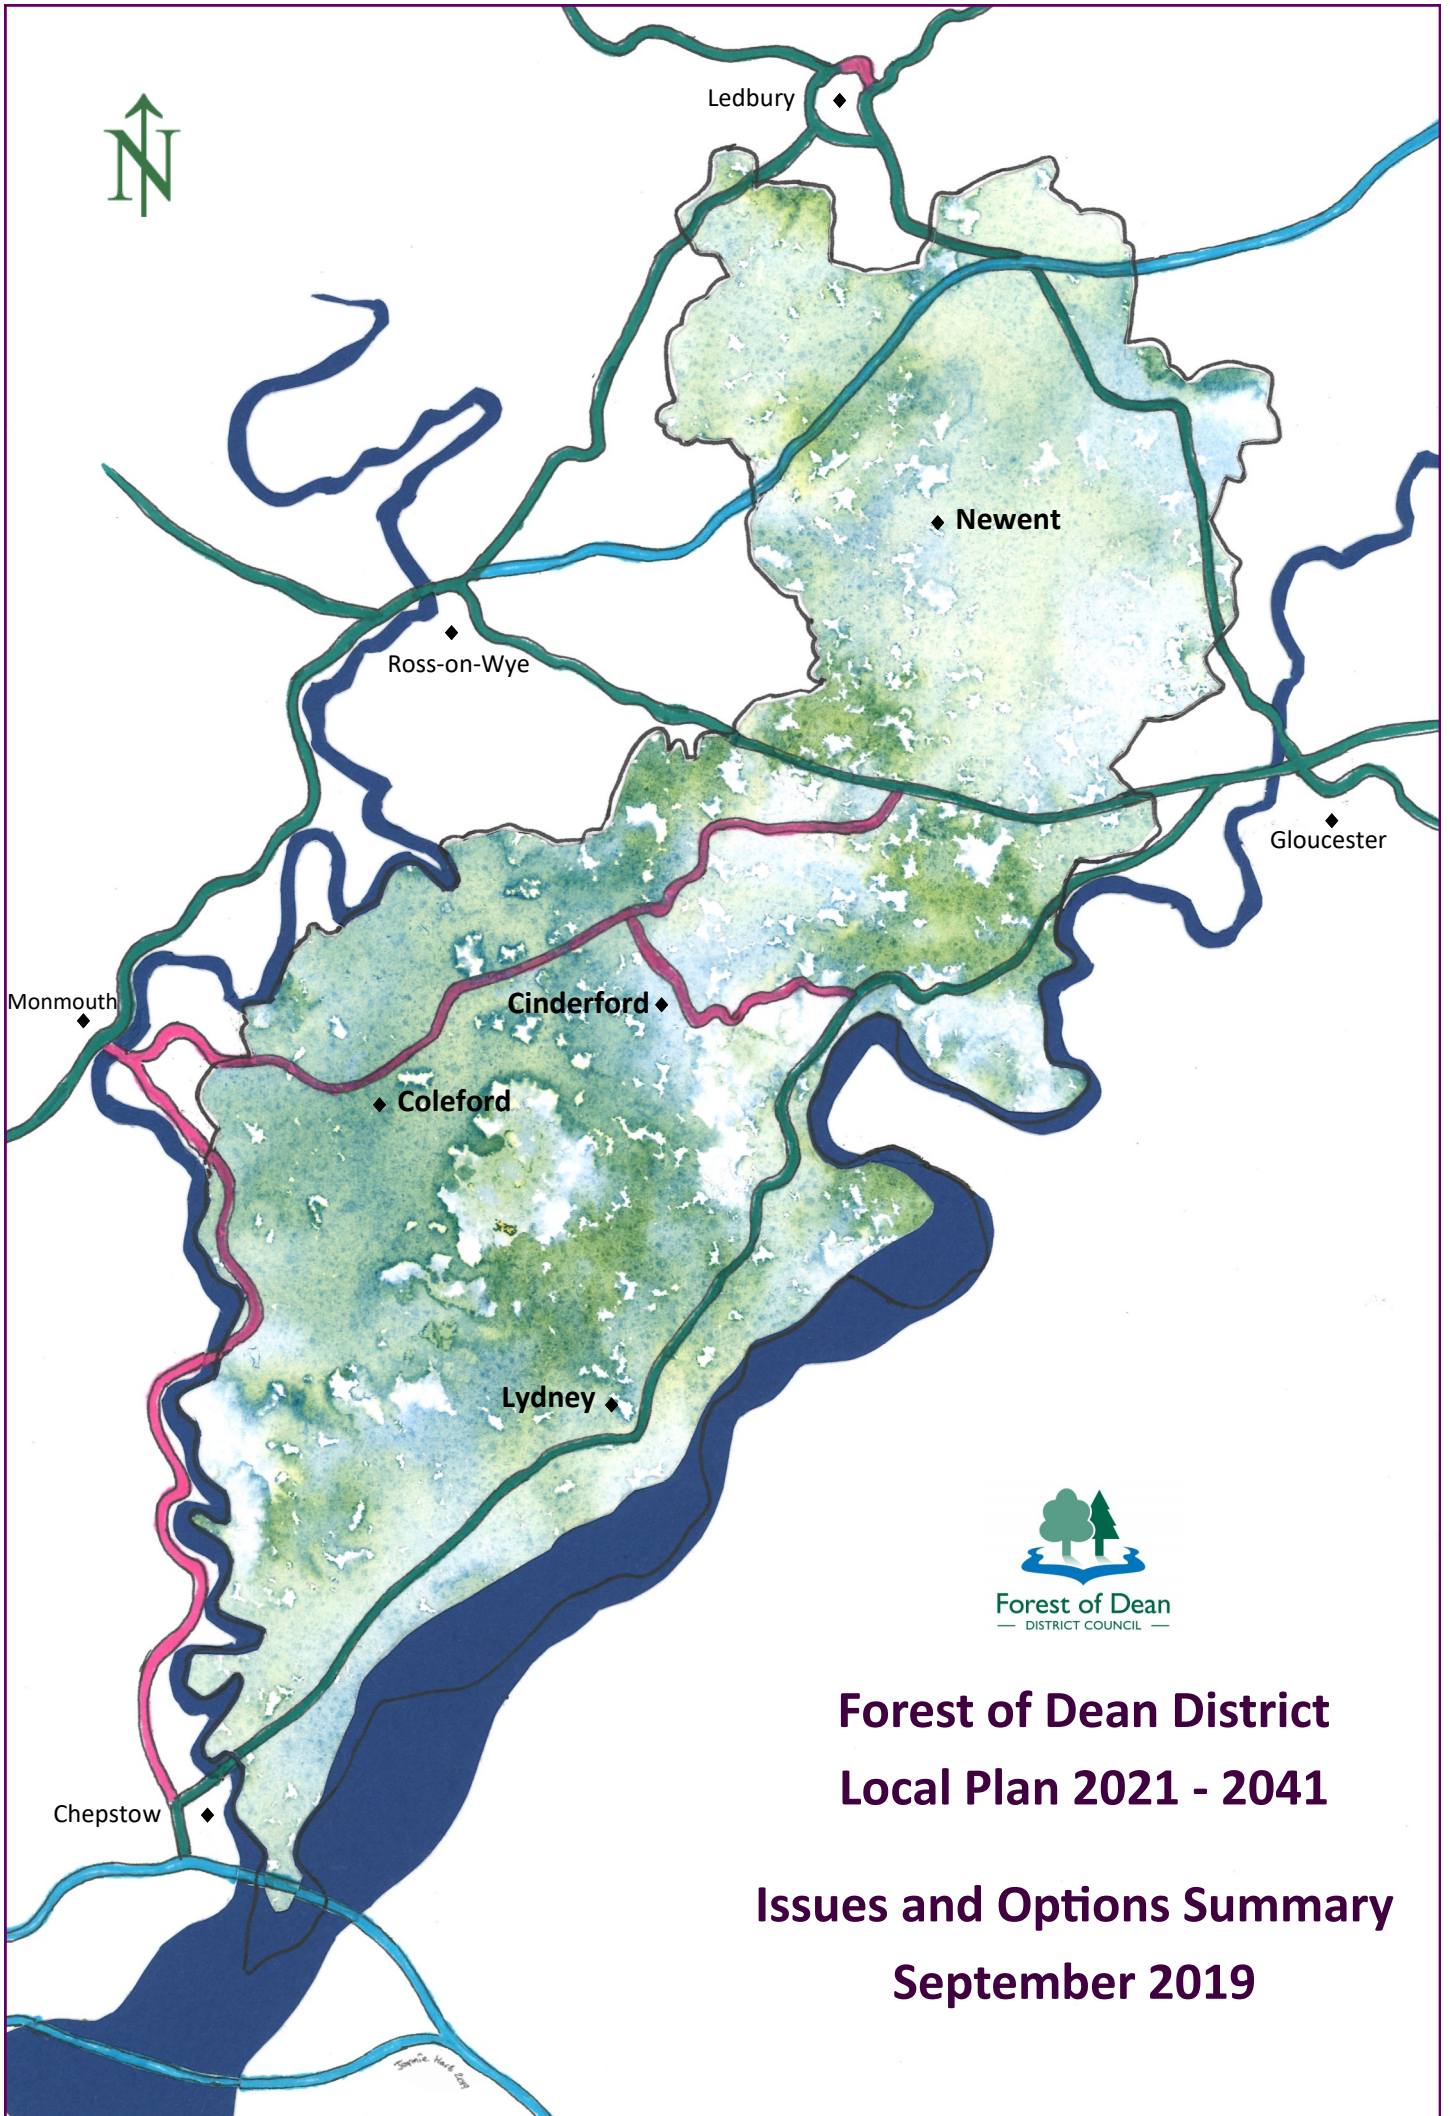 N
Ledbury
Newent
Ross-on-Wye
Gloucester
Monmouth
Cinderford
Coleford
Lydney
Chepstow
Forest of Dean
DISTRICT COUNCIL
Forest of Dean District
Local Plan 2021 - 2041
Issues and Options Summary
September 2019